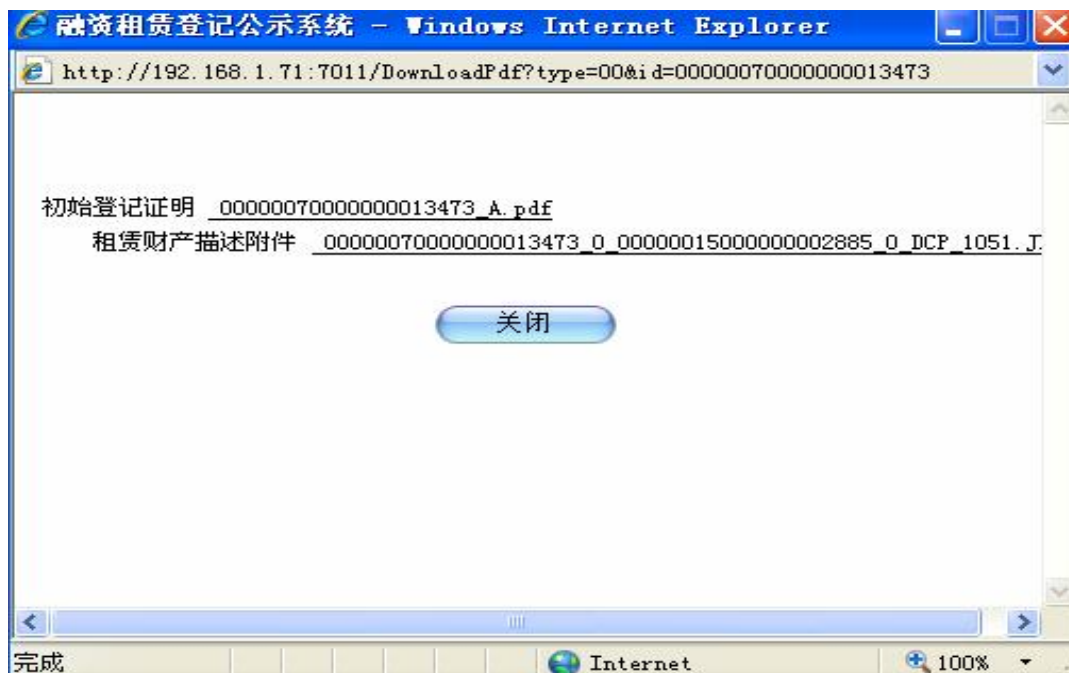 融资租赁登记公示系统 - Windows Internet Explorer
http://192.168.1.71:7011/DownloadPdf?type=00&id=00000070000000013473
初始登记证明 00000070000000013473_A.pdf
租赁财产描述附件 00000070000000013473_0_00000015000000002885_0_DCP_1051.J
关闭
完成 Internet 100%